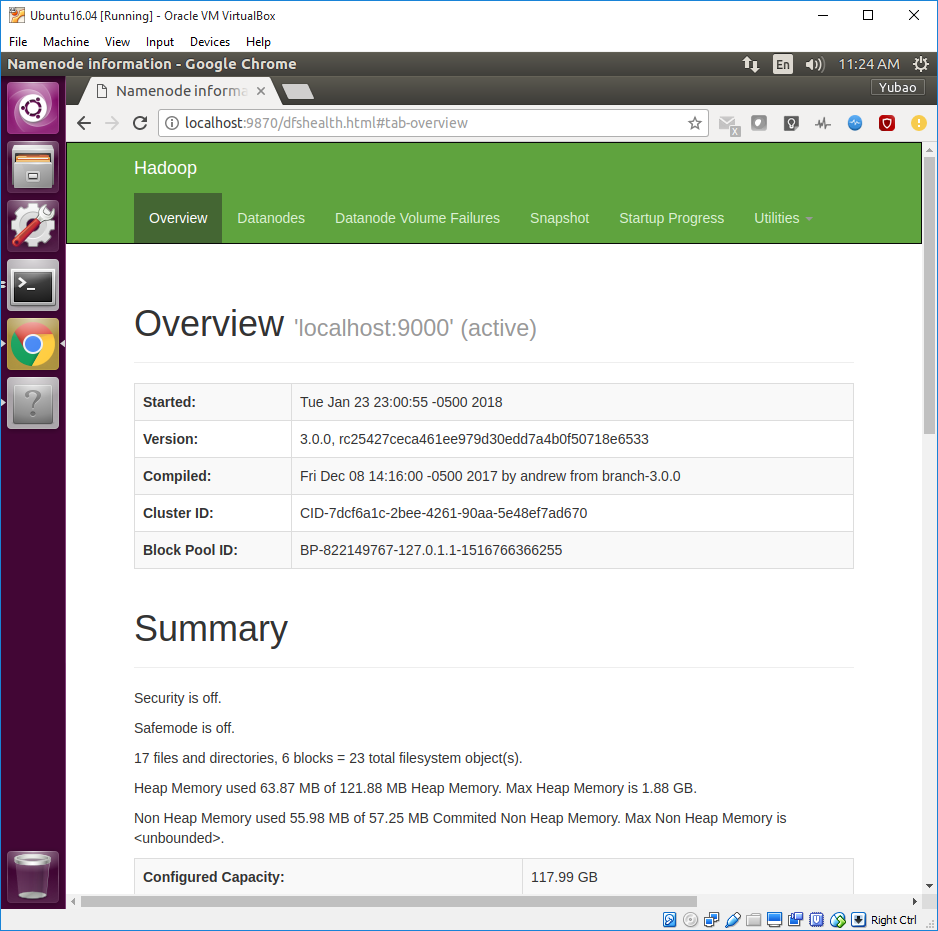 Ubuntu16.04 [Running] - Oracle VM VirtualBox
File Machine View Input Devices Help
Namenode information - Google Chrome
En
11:24 AM
Namenode informa
Yubao
localhost:9870/dfshealth.html#tab-overview
Hadoop
Overview Datanodes Datanode Volume Failures Snapshot Startup Progress Utilities
Overview 'localhost:9000' (active)
Started: Tue Jan 23 23:00:55 -0500 2018
Version: 3.0.0, rc25427ceca461ee979d30edd7a4b0f50718e6533
Compiled: Fri Dec 08 14:16:00 -0500 2017 by andrew from branch-3.0.0
Cluster ID: CID-7dcf6a1c-2bee-4261-90aa-5e48ef7ad670
Block Pool ID: BP-822149767-127.0.1.1-1516766366255
Summary
Security is off.
Safemode is off.
17 files and directories, 6 blocks = 23 total filesystem object(s).
Heap Memory used 63.87 MB of 121.88 MB Heap Memory. Max Heap Memory is 1.88 GB.
Non Heap Memory used 55.98 MB of 57.25 MB Commited Non Heap Memory. Max Non Heap Memory is
<unbounded>.
Configured Capacity: 117.99 GB
Right Ctrl